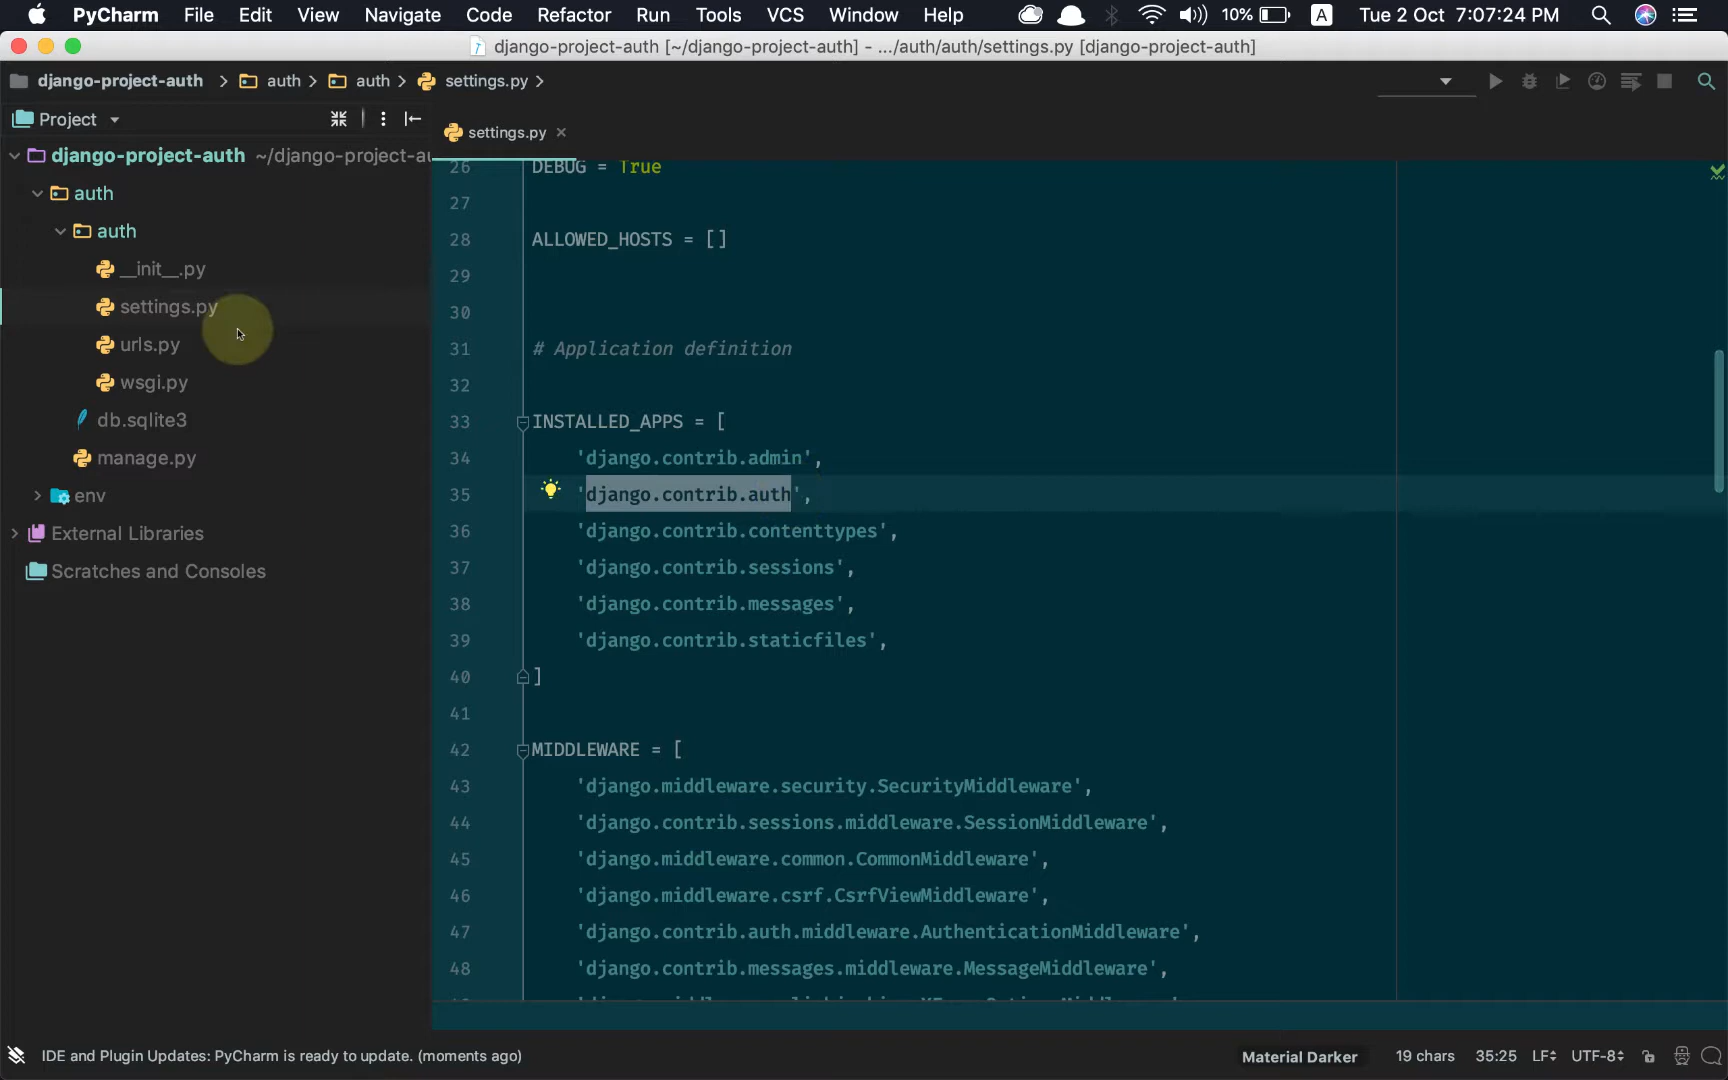 PyCharm File Edit View Navigate Code Refactor Run Tools VCS Window Help 10% A Tue 2 Oct 7:07:24 PM
django-project-auth [~/django-project-auth] - .../auth/auth/settings.py [django-project-auth]
django-project-auth > auth > auth > settings.py >
Project
settings.py ×
django-project-auth ~/django-project-au
auth
auth
__init__.py
settings.py
urls.py
wsgi.py
db.sqlite3
manage.py
env
External Libraries
Scratches and Consoles
26 DEBUG = True
27
28 ALLOWED_HOSTS = []
29
30
31 # Application definition
32
33 INSTALLED_APPS = [
34 'django.contrib.admin',
35 'django.contrib.auth',
36 'django.contrib.contenttypes',
37 'django.contrib.sessions',
38 'django.contrib.messages',
39 'django.contrib.staticfiles',
40 ]
41
42 MIDDLEWARE = [
43 'django.middleware.security.SecurityMiddleware',
44 'django.contrib.sessions.middleware.SessionMiddleware',
45 'django.middleware.common.CommonMiddleware',
46 'django.middleware.csrf.CsrfViewMiddleware',
47 'django.contrib.auth.middleware.AuthenticationMiddleware',
48 'django.contrib.messages.middleware.MessageMiddleware',
IDE and Plugin Updates: PyCharm is ready to update. (moments ago) Material Darker 19 chars 35:25 LF UTF-8